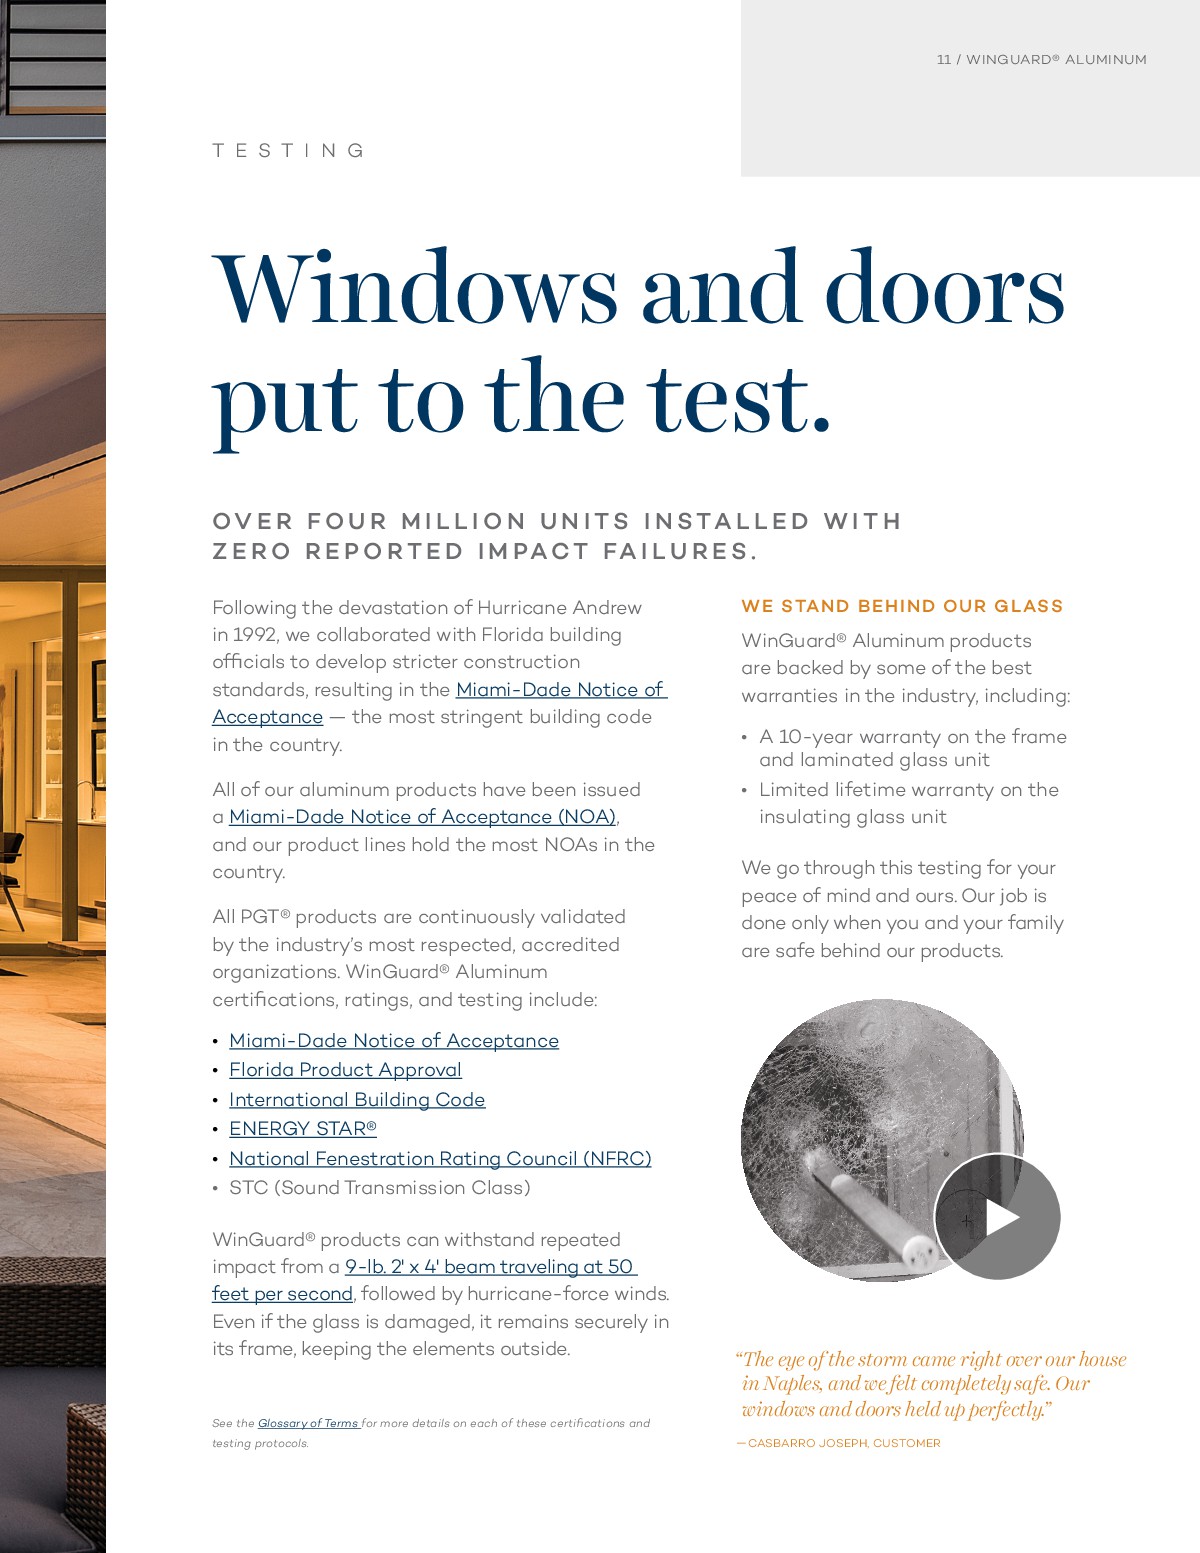 11 / WINGUARD® ALUMINUM
TESTING
Windows and doors
put to the test.
OVER FOUR MILLION UNITS INSTALLED WITH
ZERO REPORTED IMPACT FAILURES.
Following the devastation of Hurricane Andrew
in 1992, we collaborated with Florida building
officials to develop stricter construction
standards, resulting in the Miami-Dade Notice of
Acceptance — the most stringent building code
in the country.
All of our aluminum products have been issued
a Miami-Dade Notice of Acceptance (NOA),
and our product lines hold the most NOAs in the
country.
All PGT® products are continuously validated
by the industry’s most respected, accredited
organizations. WinGuard® Aluminum
certifications, ratings, and testing include:
• Miami-Dade Notice of Acceptance
• Florida Product Approval
• International Building Code
• ENERGY STAR®
• National Fenestration Rating Council (NFRC)
• STC (Sound Transmission Class)
WinGuard® products can withstand repeated
impact from a 9-lb. 2' x 4' beam traveling at 50
feet per second, followed by hurricane-force winds.
Even if the glass is damaged, it remains securely in
its frame, keeping the elements outside.
See the Glossary of Terms for more details on each of these certifications and
testing protocols.
WE STAND BEHIND OUR GLASS
WinGuard® Aluminum products
are backed by some of the best
warranties in the industry, including:
• A 10-year warranty on the frame
and laminated glass unit
• Limited lifetime warranty on the
insulating glass unit
We go through this testing for your
peace of mind and ours. Our job is
done only when you and your family
are safe behind our products.
“The eye of the storm came right over our house
in Naples, and we felt completely safe. Our
windows and doors held up perfectly.”
— CASBARRO JOSEPH, CUSTOMER